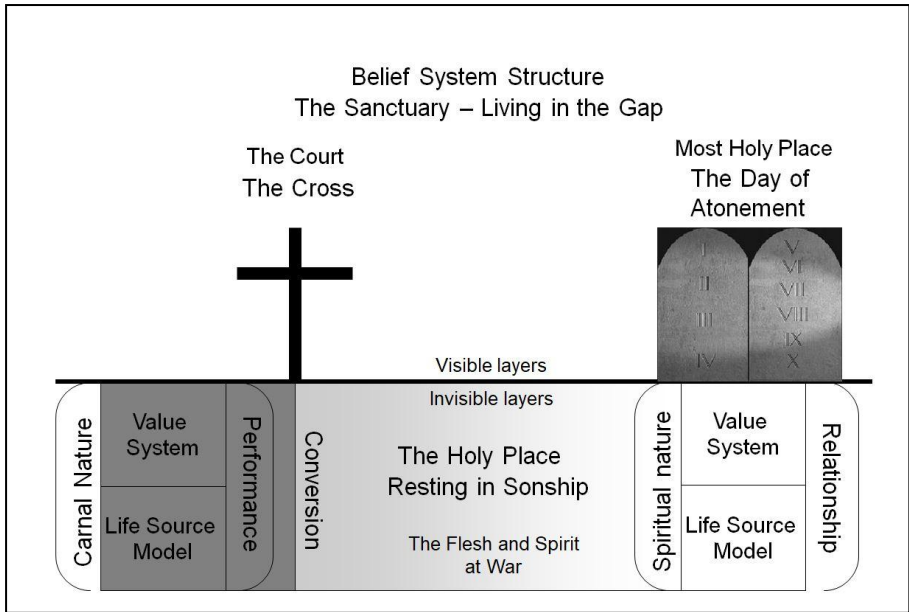 Belief System Structure
The Sanctuary – Living in the Gap
The Court
The Cross
Most Holy Place
The Day of
Atonement
I
II
III
IV
V
VI
VII
VIII
IX
X
Visible layers
Invisible layers
Carnal Nature
Value
System
Life Source
Model
Performance
Conversion
The Holy Place
Resting in Sonship
The Flesh and Spirit
at War
Spiritual nature
Value
System
Life Source
Model
Relationship